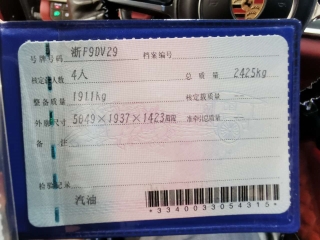 号牌号码 浙F9DV29 档案编号
核定载人数 4人 总质量 2425kg
整备质量 1911kg 核定载质量
外廓尺寸 5049×1937×1423mm 准牵引总质量
备注
检验记录
汽油
*3340033054315*